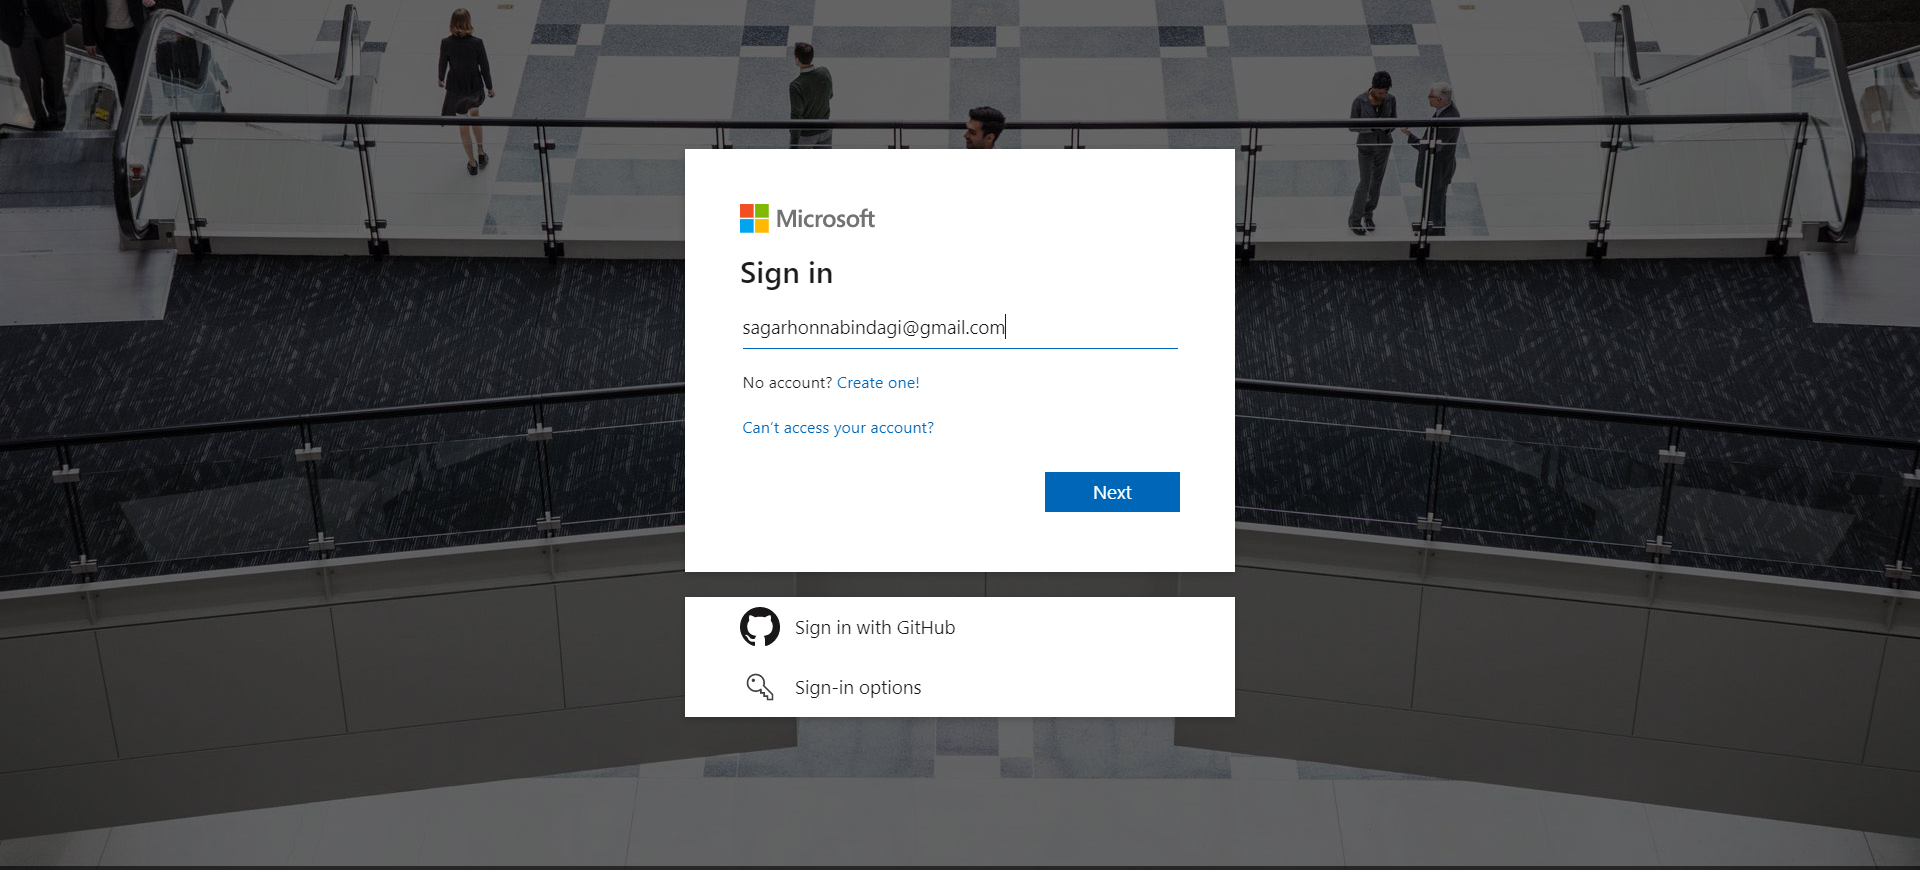 Microsoft
Sign in
sagarhonnabindagi@gmail.com
No account? Create one!
Can't access your account?
Next
Sign in with GitHub
Sign-in options